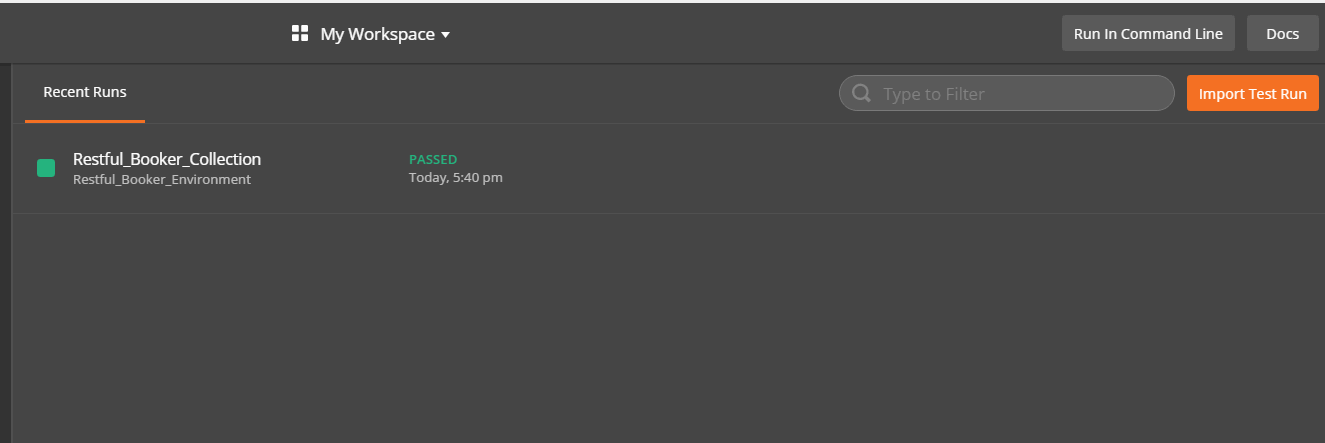 My Workspace
Run In Command Line
Docs
Recent Runs
Type to Filter
Import Test Run
Restful_Booker_Collection
Restful_Booker_Environment
PASSED
Today, 5:40 pm